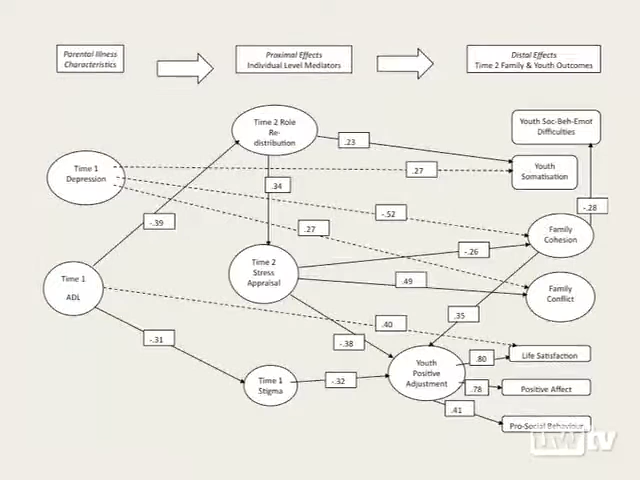 Parental Illness
Characteristics
Proximal Effects
Individual Level Mediators
Distal Effects
Time 2 Family & Youth Outcomes
Time 2 Role
Re-
distribution
Youth Soc-Beh-Emot
Difficulties
.23
Time 1
Depression
.27
Youth
Somatisation
.34
-.39
-.52
-.28
.27
Family
Cohesion
-.26
Time 2
Stress
Appraisal
.49
Time 1
ADL
Family
Conflict
.35
.40
-.31
-.38
Life Satisfaction
.80
Youth
Positive
Adjustment
Time 1
Stigma
-.32
.78
Positive Affect
.41
Pro-Social Behaviour
tv